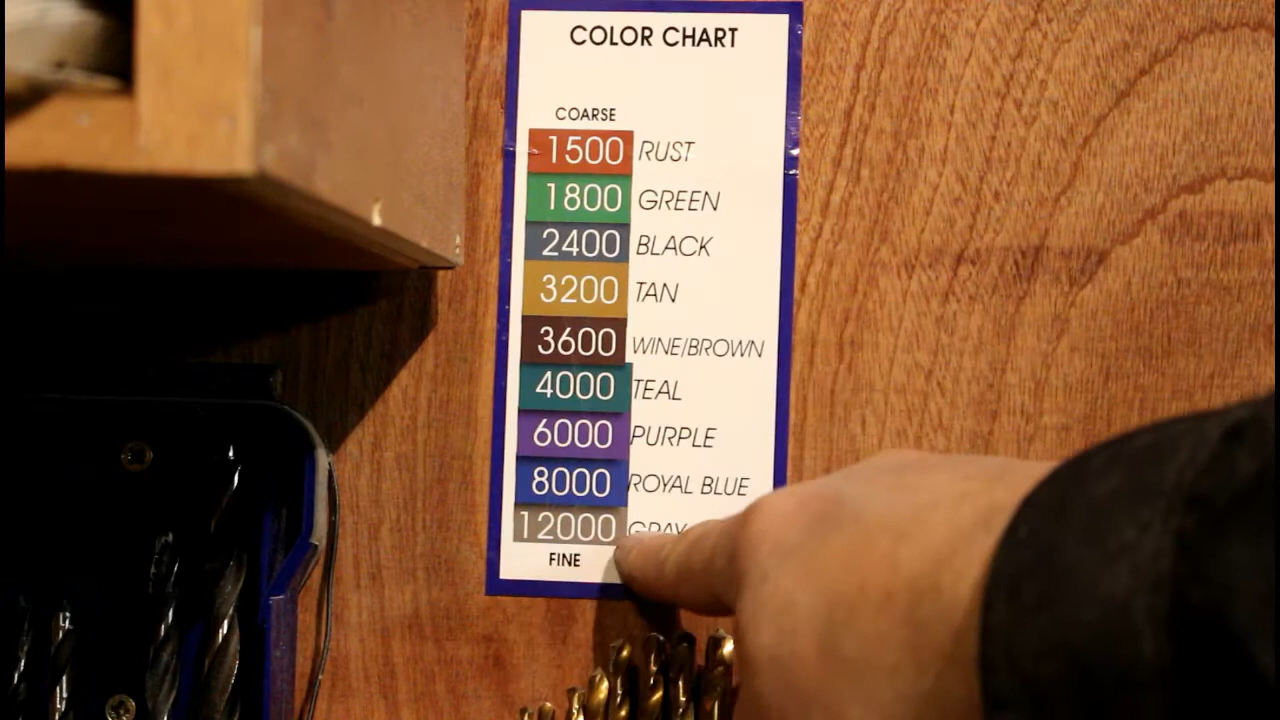 COLOR CHART
COARSE
1500 RUST
1800 GREEN
2400 BLACK
3200 TAN
3600 WINE/BROWN
4000 TEAL
6000 PURPLE
8000 ROYAL BLUE
12000 GRAY
FINE